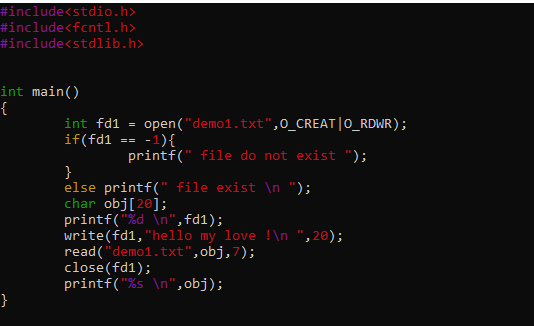 #include<stdio.h>
#include<fcntl.h>
#include<stdlib.h>
int main()
{
int fd1 = open("demo1.txt",O_CREAT|O_RDWR);
if(fd1 == -1){
printf(" file do not exist ");
}
else printf(" file exist \n ");
char obj[20];
printf("%d \n",fd1);
write(fd1,"hello my love !\n ",20);
read("demo1.txt",obj,7);
close(fd1);
printf("%s \n",obj);
}